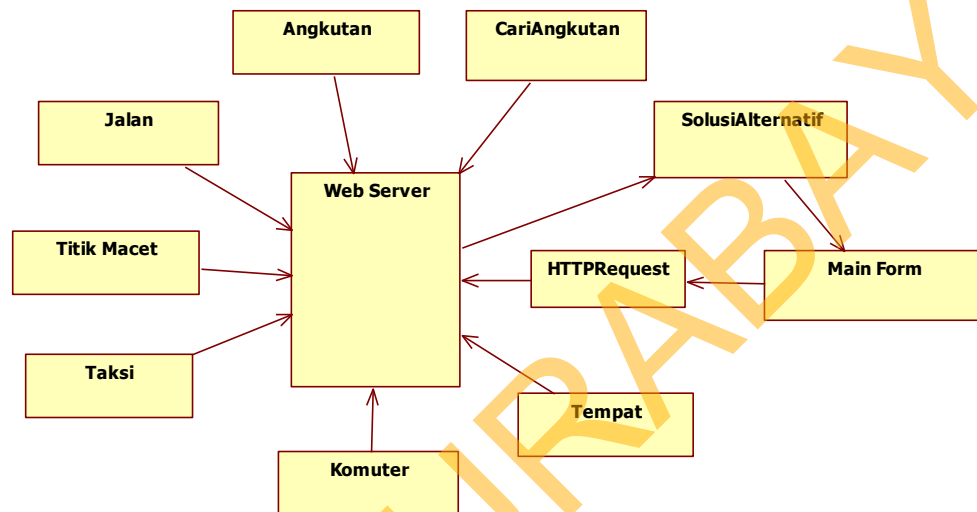 Angkutan
CariAngkutan
Jalan
SolusiAlternatif
Web Server
Titik Macet
HTTPRequest
Main Form
Taksi
Tempat
Komuter